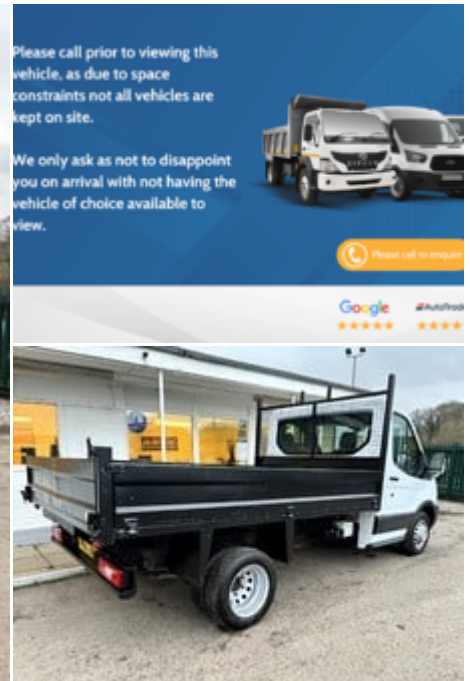 Please call prior to viewing this
vehicle, as due to space
constraints not all vehicles are
kept on site.
We only ask as not to disappoint
you on arrival with not having the
vehicle of choice available to
view.
Please call to enquire
Google
AutoTrade